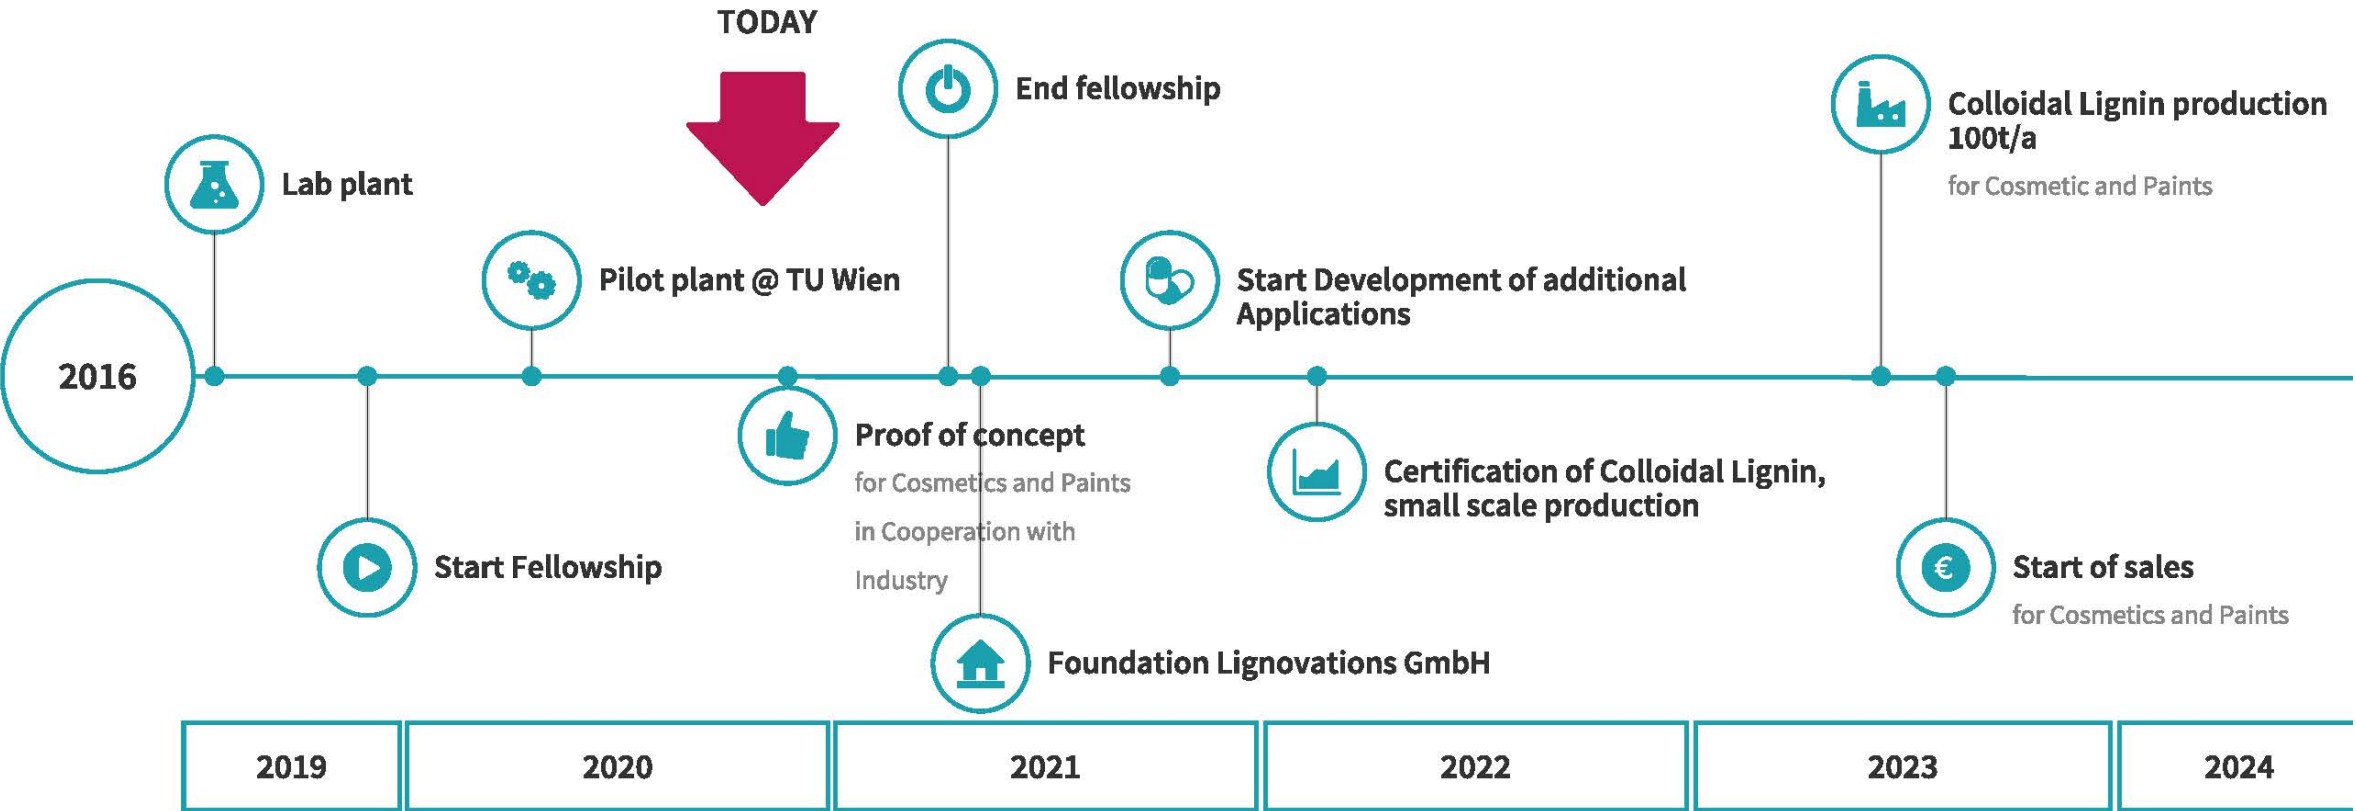 TODAY
End fellowship
Colloidal Lignin production
100t/a
for Cosmetic and Paints
Lab plant
Pilot plant @ TU Wien
Start Development of additional
Applications
2016
Proof of concept
for Cosmetics and Paints
in Cooperation with
Industry
Certification of Colloidal Lignin,
small scale production
Start Fellowship
€
Start of sales
for Cosmetics and Paints
Foundation Lignovations GmbH
2019
2020
2021
2022
2023
2024